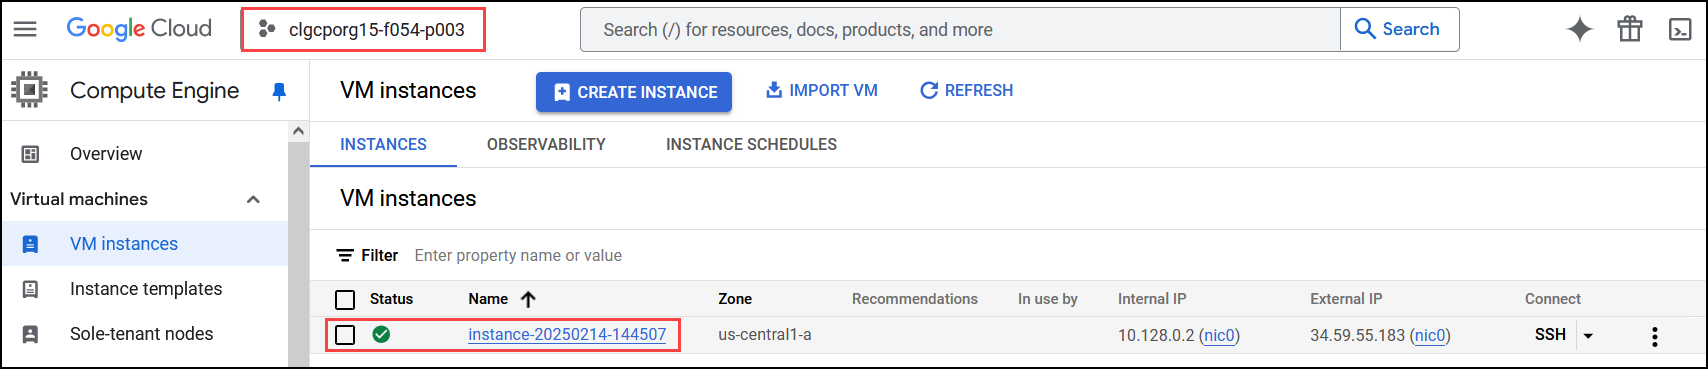 Google Cloud clgcporg15-f054-p003 Search (/) for resources, docs, products, and more Search
Compute Engine VM instances CREATE INSTANCE IMPORT VM REFRESH
Overview INSTANCES OBSERVABILITY INSTANCE SCHEDULES
Virtual machines VM instances
VM instances Filter Enter property name or value
Instance templates Status Name Zone Recommendations In use by Internal IP External IP Connect
Sole-tenant nodes instance-20250214-144507 us-central1-a 10.128.0.2 (nic0) 34.59.55.183 (nic0) SSH